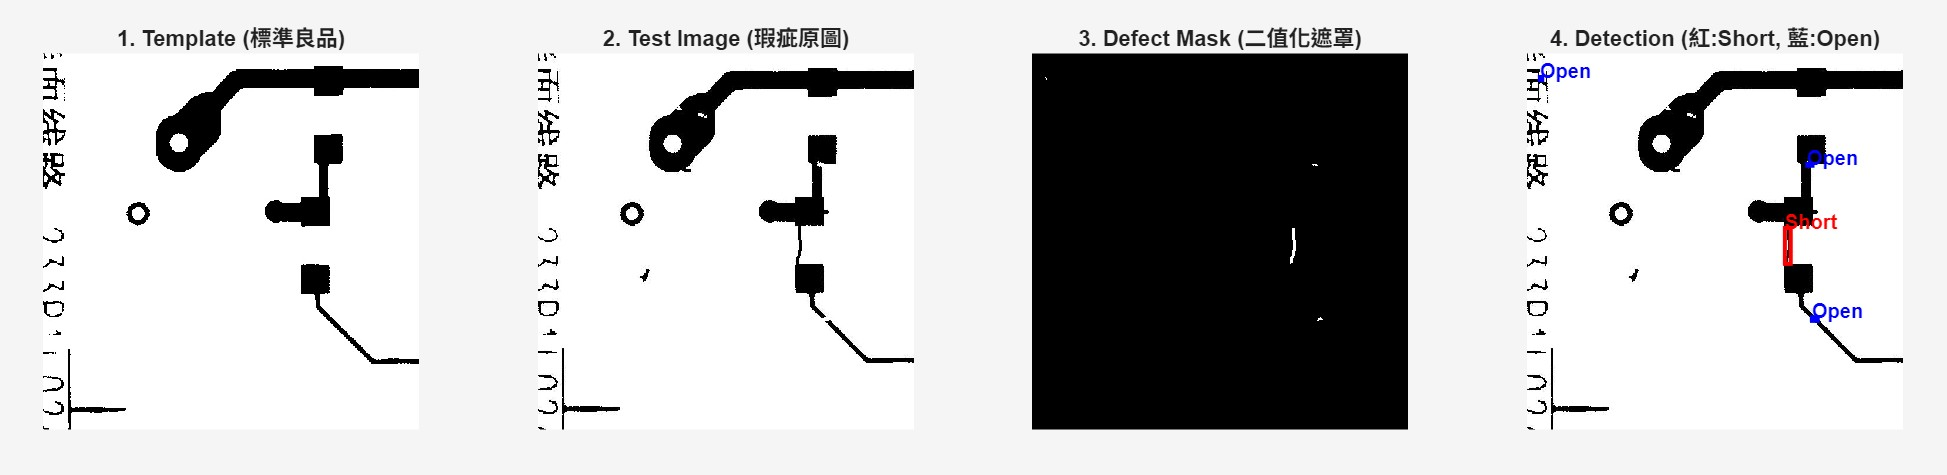 1. Template (標準良品)
2. Test Image (瑕疵原圖)
3. Defect Mask (二值化遮罩)
4. Detection (紅:Short, 藍:Open)
Open
Open
Short
Open